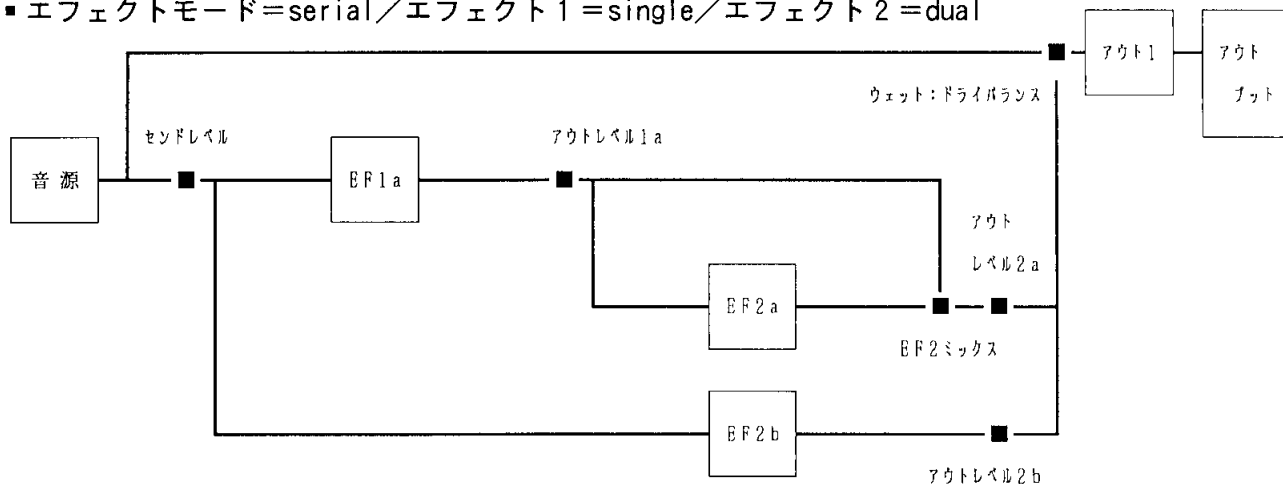 ▪エフェクトモード＝serial／エフェクト1＝single／エフェクト2＝dual
アウト1
アウト
プット
ウェット：ドライバランス
センドレベル
アウトレベル1a
音源
EF1a
アウト
レベル2a
EF2a
EF2ミックス
EF2b
アウトレベル2b